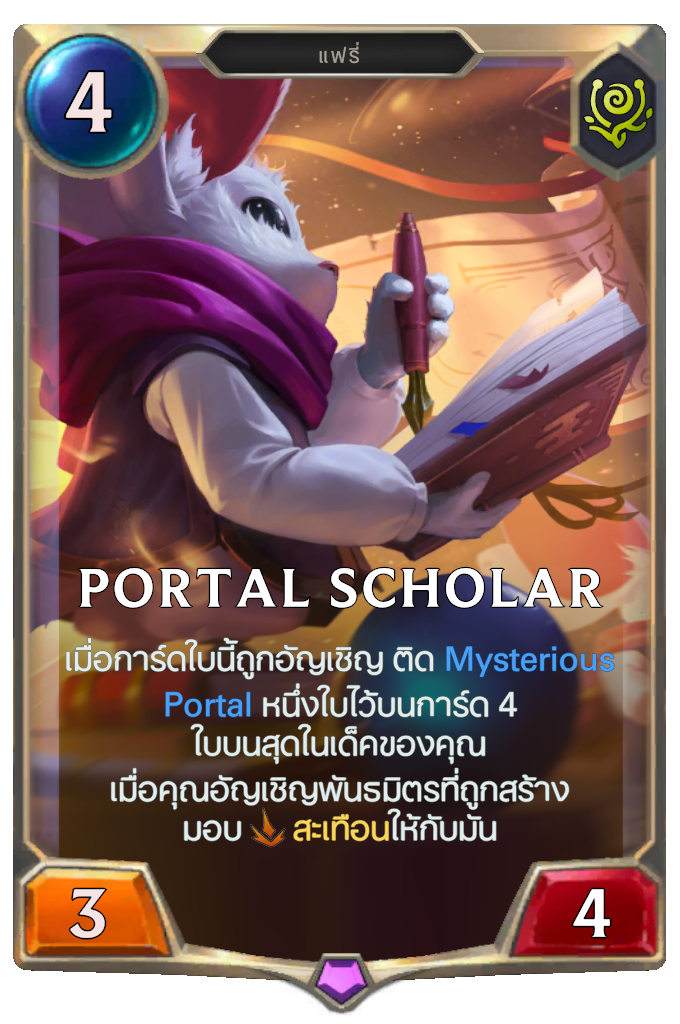 แฟรี่
4
PORTAL SCHOLAR
เมื่อการ์ดใบนี้ถูกอัญเชิญ ติด Mysterious
Portal หนึ่งใบไว้บนการ์ด 4
ใบบนสุดในเด็คของคุณ
เมื่อคุณอัญเชิญพันธมิตรที่ถูกสร้าง
มอบ สะเทือนให้กับมัน
3
4